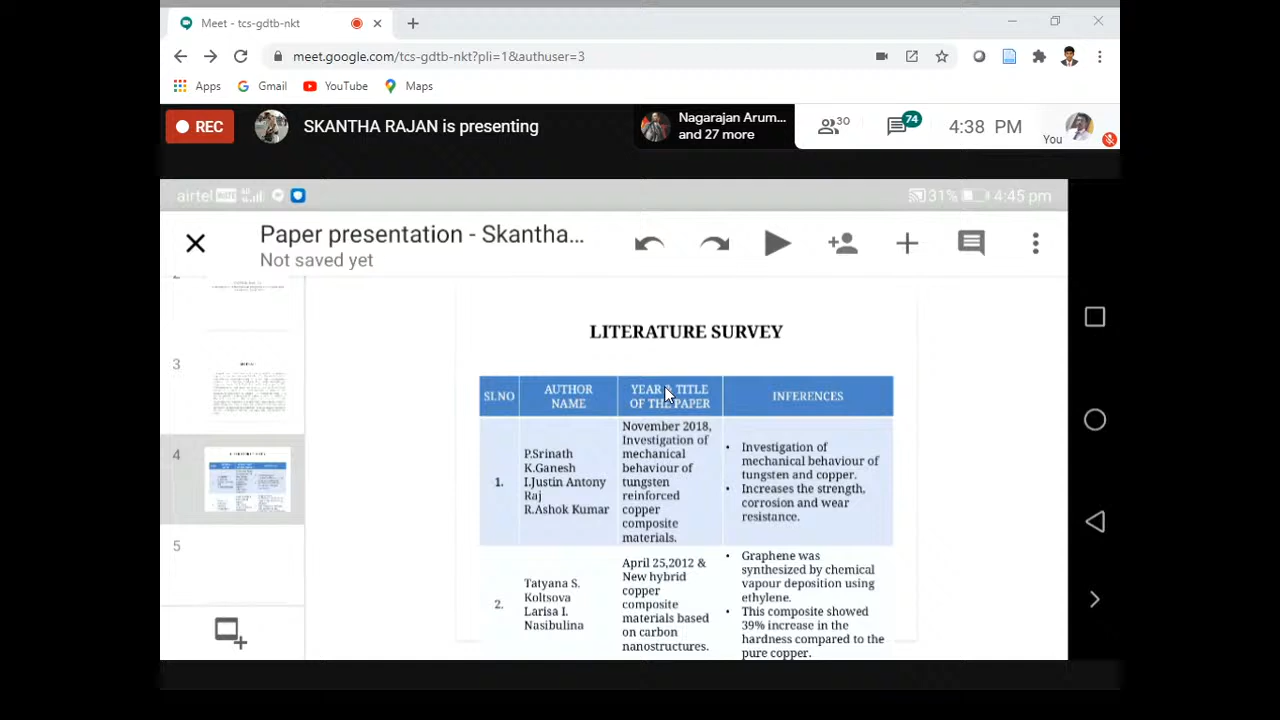 Meet - tcs-gdtb-nkt
meet.google.com/tcs-gdtb-nkt?pli=1&authuser=3
Apps Gmail YouTube Maps
REC SKANTHA RAJAN is presenting
Nagarajan Arum...
and 27 more
30
74
4:38 PM
You
airtel
31% 4:45 pm
Paper presentation - Skantha...
Not saved yet
2
3
4
5
LITERATURE SURVEY
SI.NO
AUTHOR
NAME
YEAR & TITLE
OF THE PAPER
INFERENCES
1.
P.Srinath
K.Ganesh
I.Justin Antony
Raj
R.Ashok Kumar
November 2018,
Investigation of
mechanical
behaviour of
tungsten
reinforced
copper
composite
materials.
• Investigation of
mechanical behaviour of
tungsten and copper.
• Increases the strength,
corrosion and wear
resistance.
2.
Tatyana S.
Koltsova
Larisa I.
Nasibulina
April 25,2012 &
New hybrid
copper
composite
materials based
on carbon
nanostructures.
• Graphene was
synthesized by chemical
vapour deposition using
ethylene.
• This composite showed
39% increase in the
hardness compared to the
pure copper.